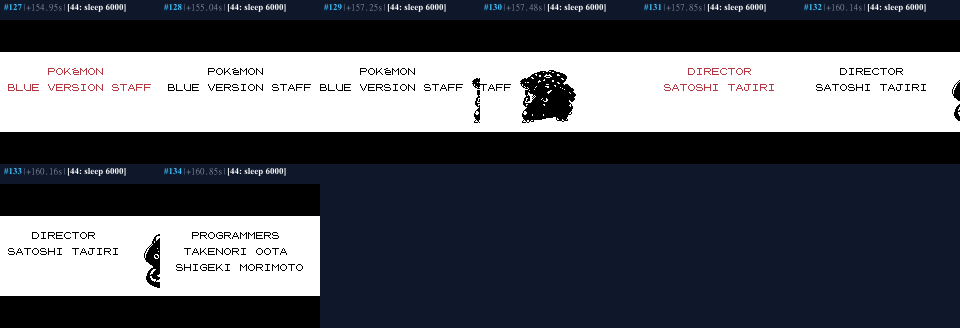 #127|+154.95s|[44: sleep 6000]
POKéMON
BLUE VERSION STAFF
#128|+155.04s|[44: sleep 6000]
POKéMON
BLUE VERSION STAFF
#129|+157.25s|[44: sleep 6000]
POKéMON
BLUE VERSION STAFF
#130|+157.48s|[44: sleep 6000]
TAFF
#131|+157.85s|[44: sleep 6000]
DIRECTOR
SATOSHI TAJIRI
#132|+160.14s|[44: sleep 6000]
DIRECTOR
SATOSHI TAJIRI
#133|+160.16s|[44: sleep 6000]
DIRECTOR
SATOSHI TAJIRI
#134|+160.85s|[44: sleep 6000]
PROGRAMMERS
TAKENORI OOTA
SHIGEKI MORIMOTO